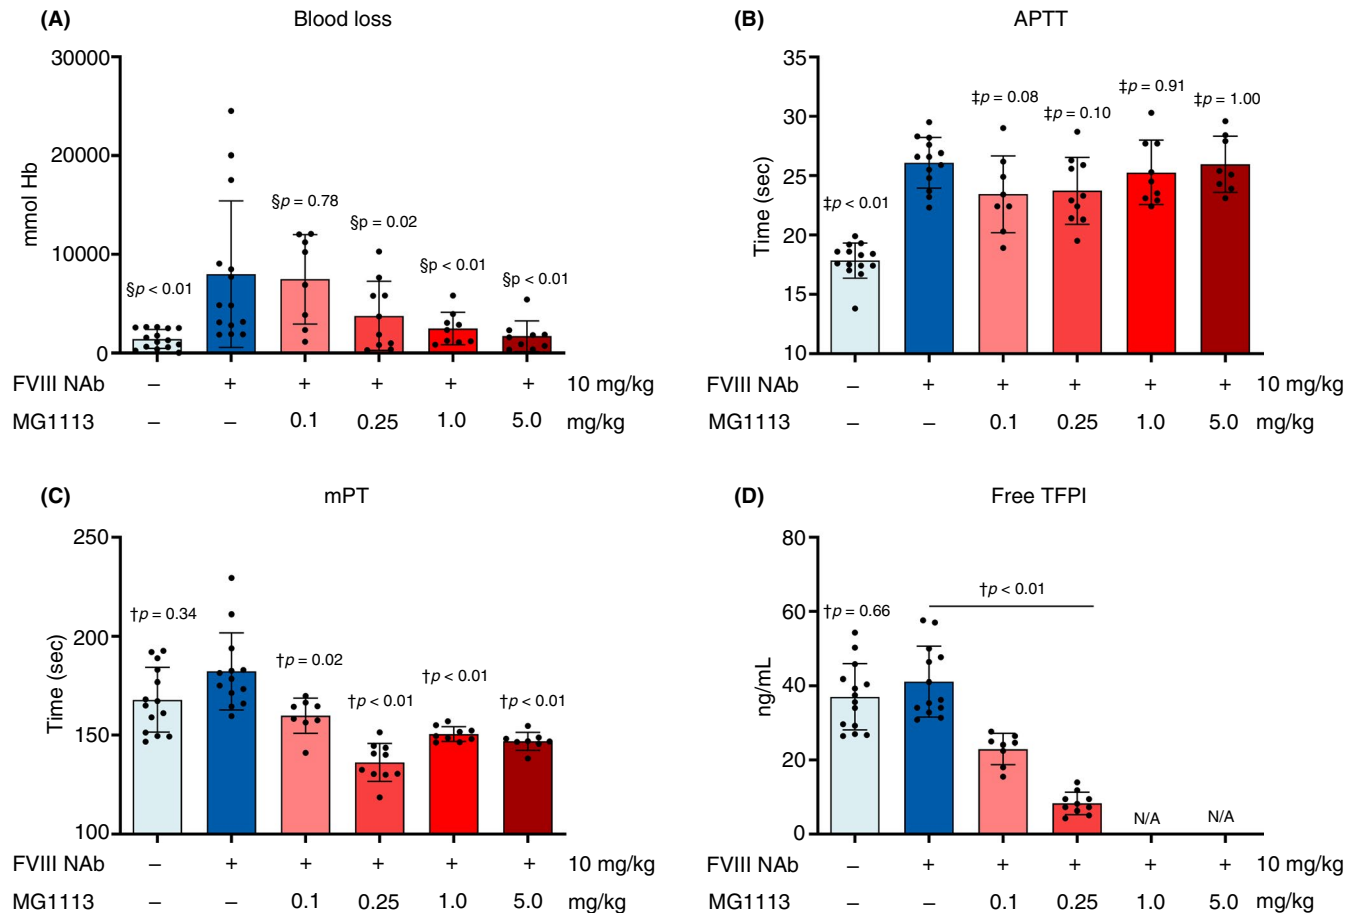 (A) Blood loss
30000
20000
10000
0
mmol Hb
§p < 0.01
§p = 0.78
§p = 0.02
§p < 0.01
§p < 0.01
FVIII NAb – + + + + + 10 mg/kg
MG1113 – – 0.1 0.25 1.0 5.0 mg/kg
(B) APTT
35
30
25
20
15
10
Time (sec)
‡p < 0.01
‡p = 0.08
‡p = 0.10
‡p = 0.91
‡p = 1.00
FVIII NAb – + + + + + 10 mg/kg
MG1113 – – 0.1 0.25 1.0 5.0 mg/kg
(C) mPT
250
200
150
100
Time (sec)
†p = 0.34
†p = 0.02
†p < 0.01
†p < 0.01
†p < 0.01
FVIII NAb – + + + + + 10 mg/kg
MG1113 – – 0.1 0.25 1.0 5.0 mg/kg
(D) Free TFPI
80
60
40
20
0
ng/mL
†p = 0.66
†p < 0.01
N/A
N/A
FVIII NAb – + + + + + 10 mg/kg
MG1113 – – 0.1 0.25 1.0 5.0 mg/kg